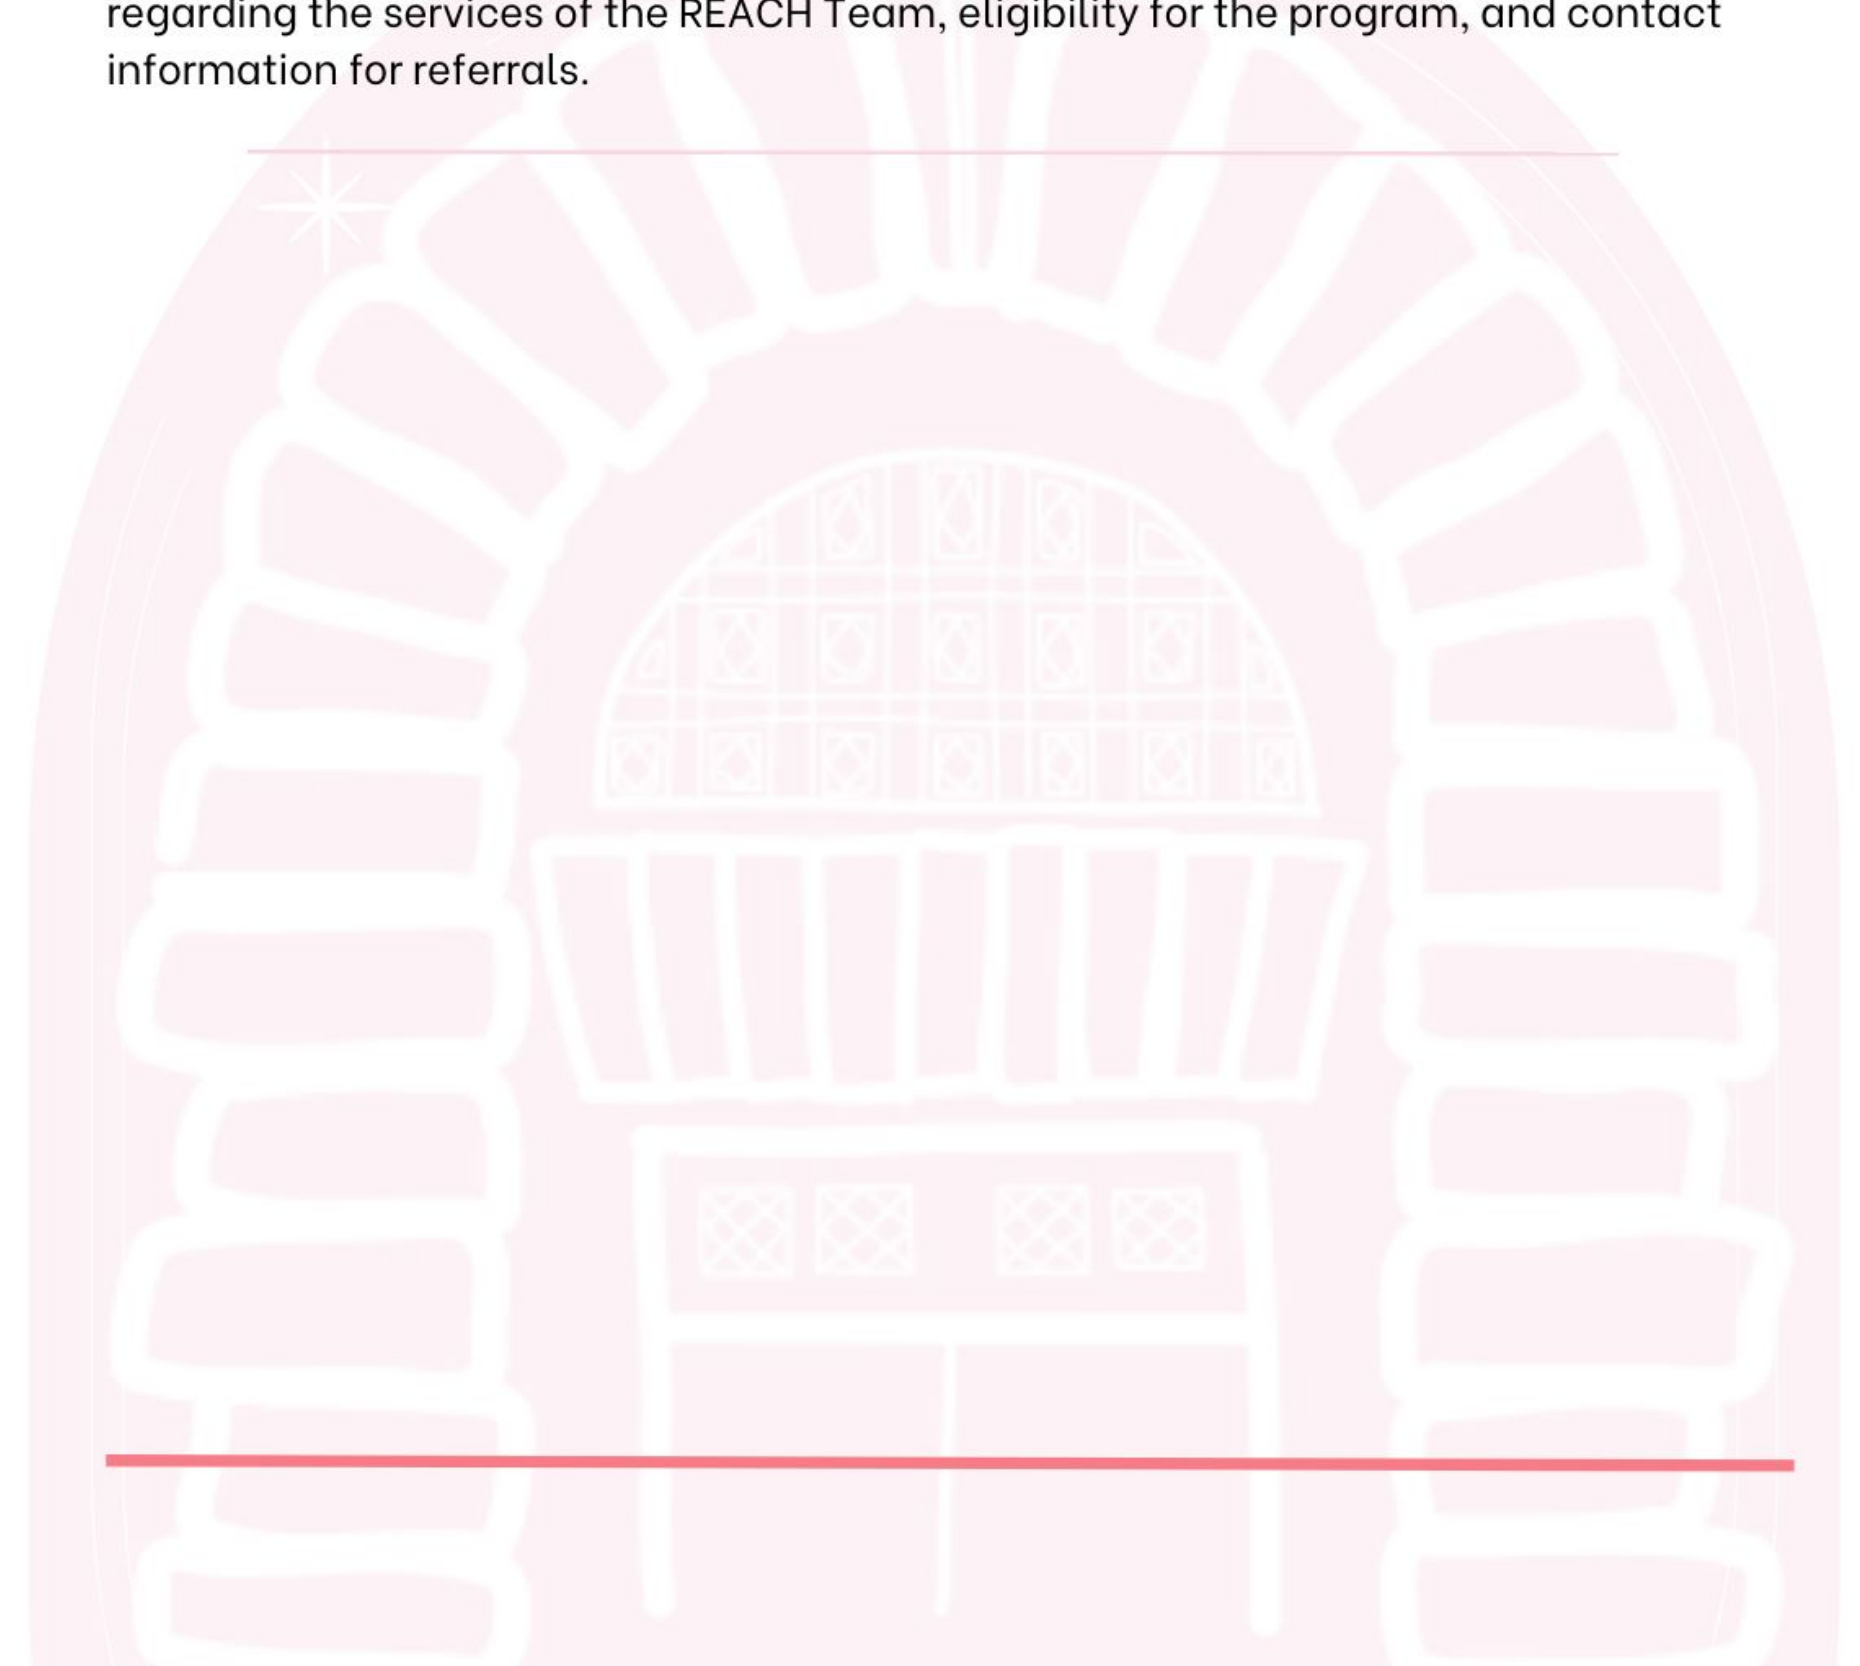 regarding the services of the REACH Team, eligibility for the program, and contact
information for referrals.